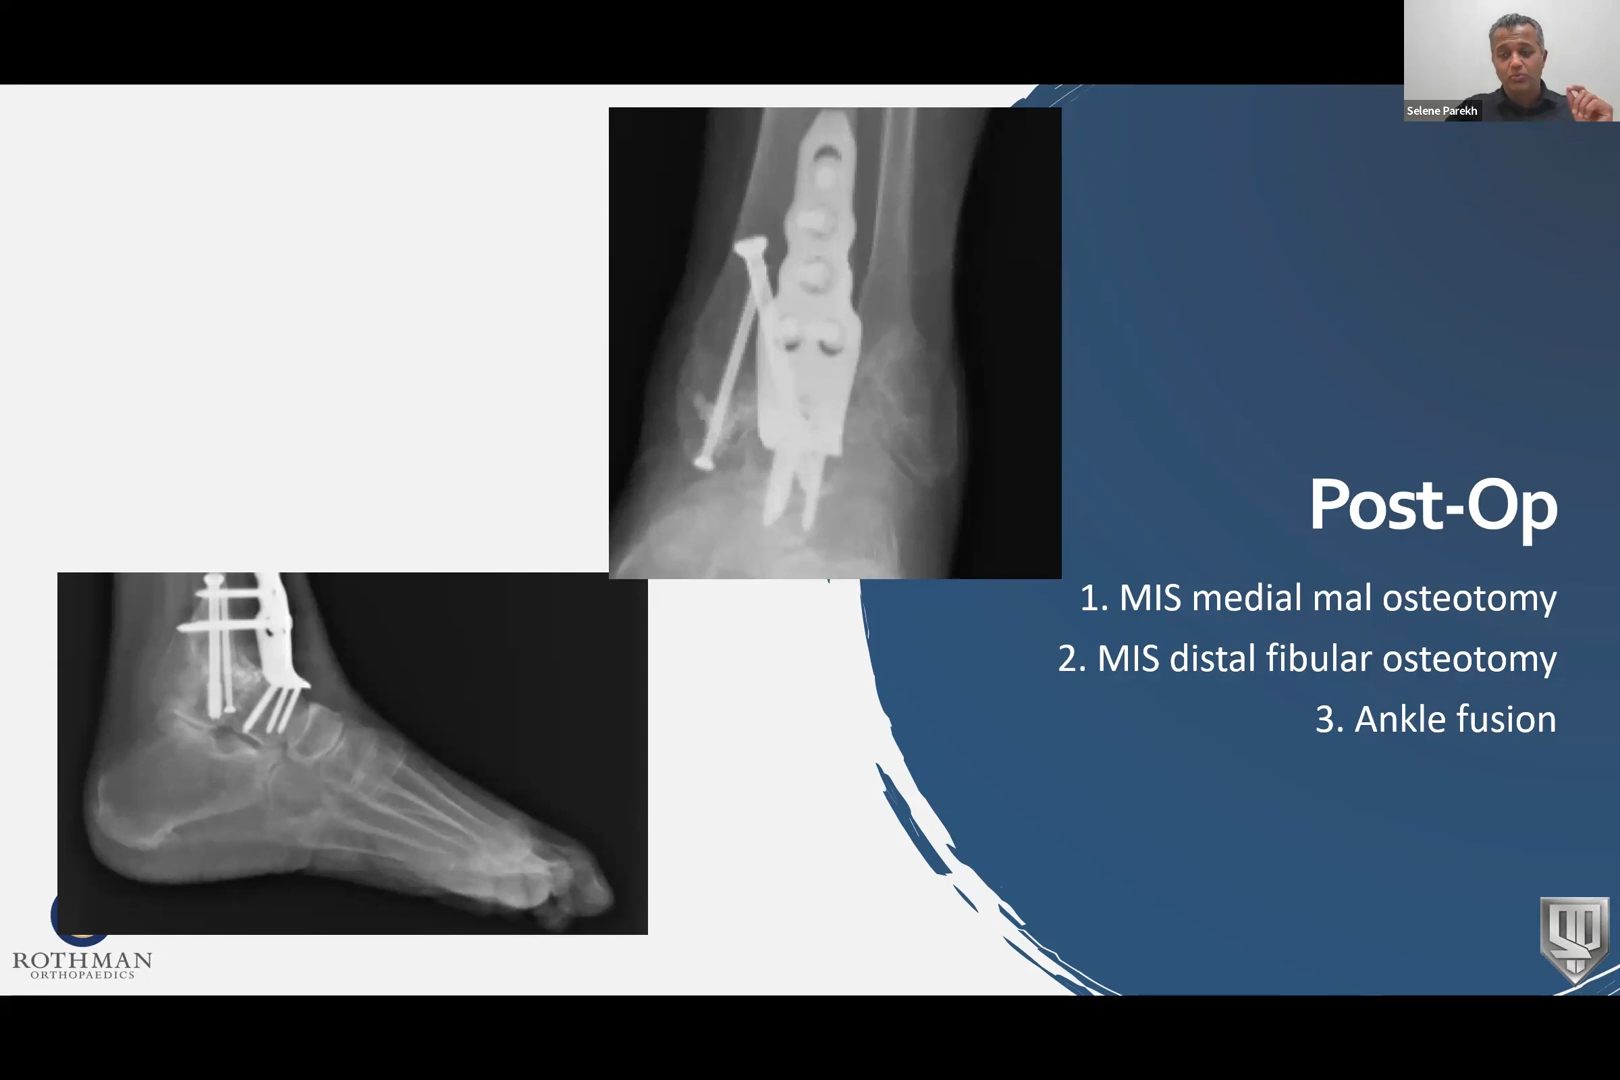 Selene Parekh
Post-Op
1. MIS medial mal osteotomy
2. MIS distal fibular osteotomy
3. Ankle fusion
ROTHMAN
ORTHOPAEDICS